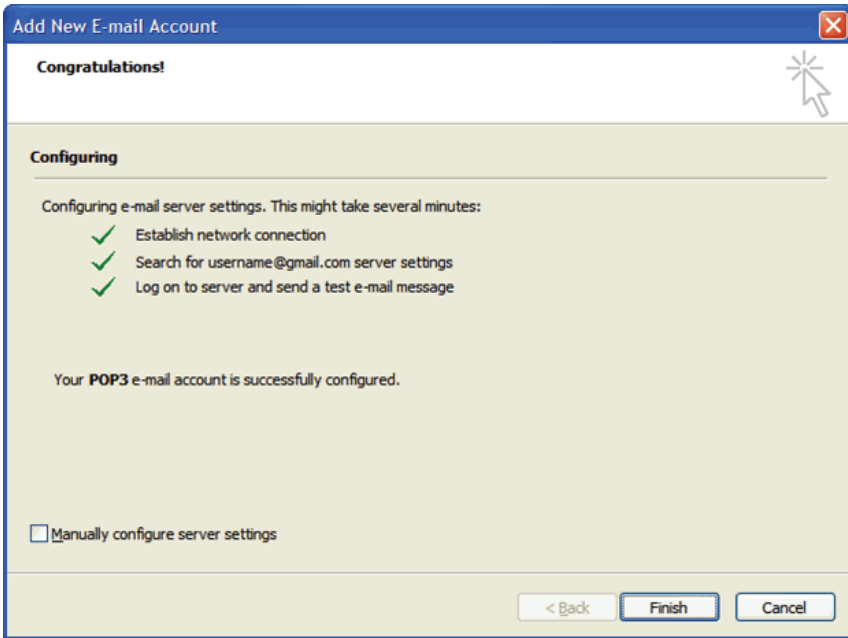 Add New E-mail Account
Congratulations!
Configuring
Configuring e-mail server settings. This might take several minutes:
Establish network connection
Search for username@gmail.com server settings
Log on to server and send a test e-mail message
Your POP3 e-mail account is successfully configured.
Manually configure server settings
< Back Finish Cancel